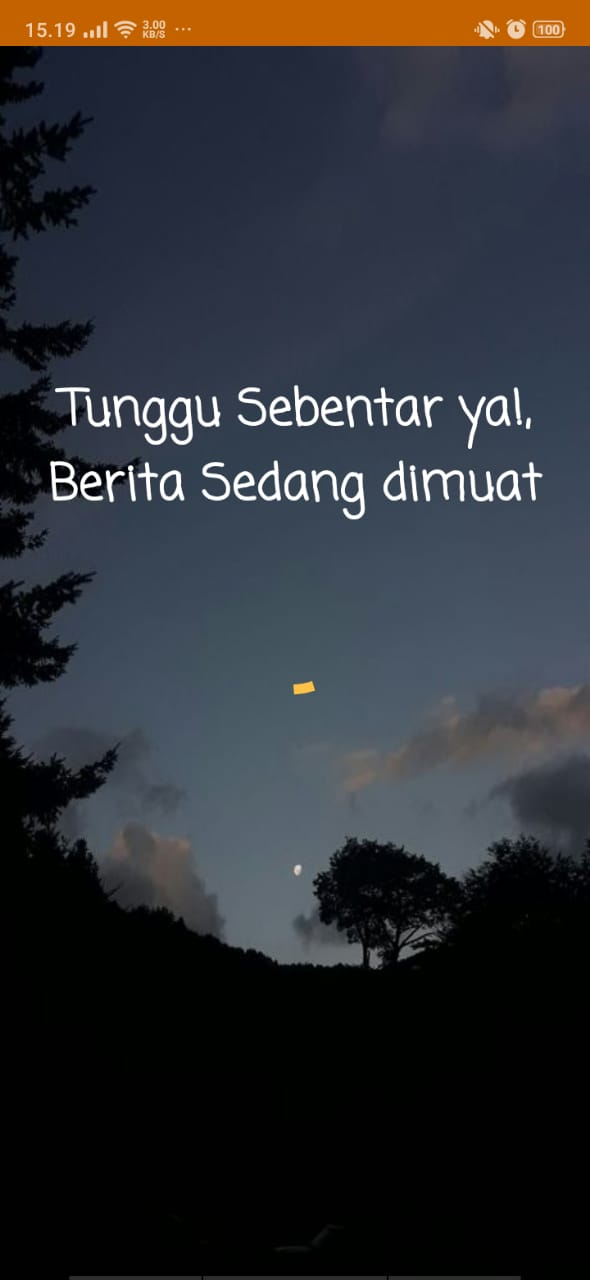 15.19 3.00 KB/S ... 100
Tunggu Sebentar ya!,
Berita Sedang dimuat